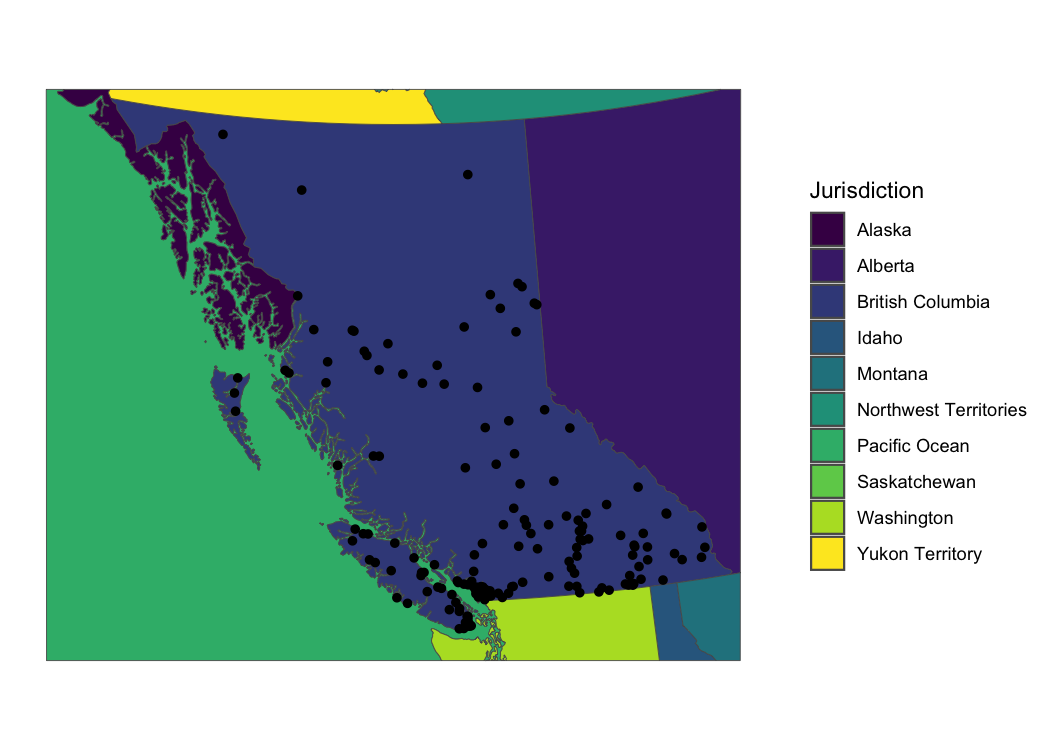 Jurisdiction
Alaska
Alberta
British Columbia
Idaho
Montana
Northwest Territories
Pacific Ocean
Saskatchewan
Washington
Yukon Territory